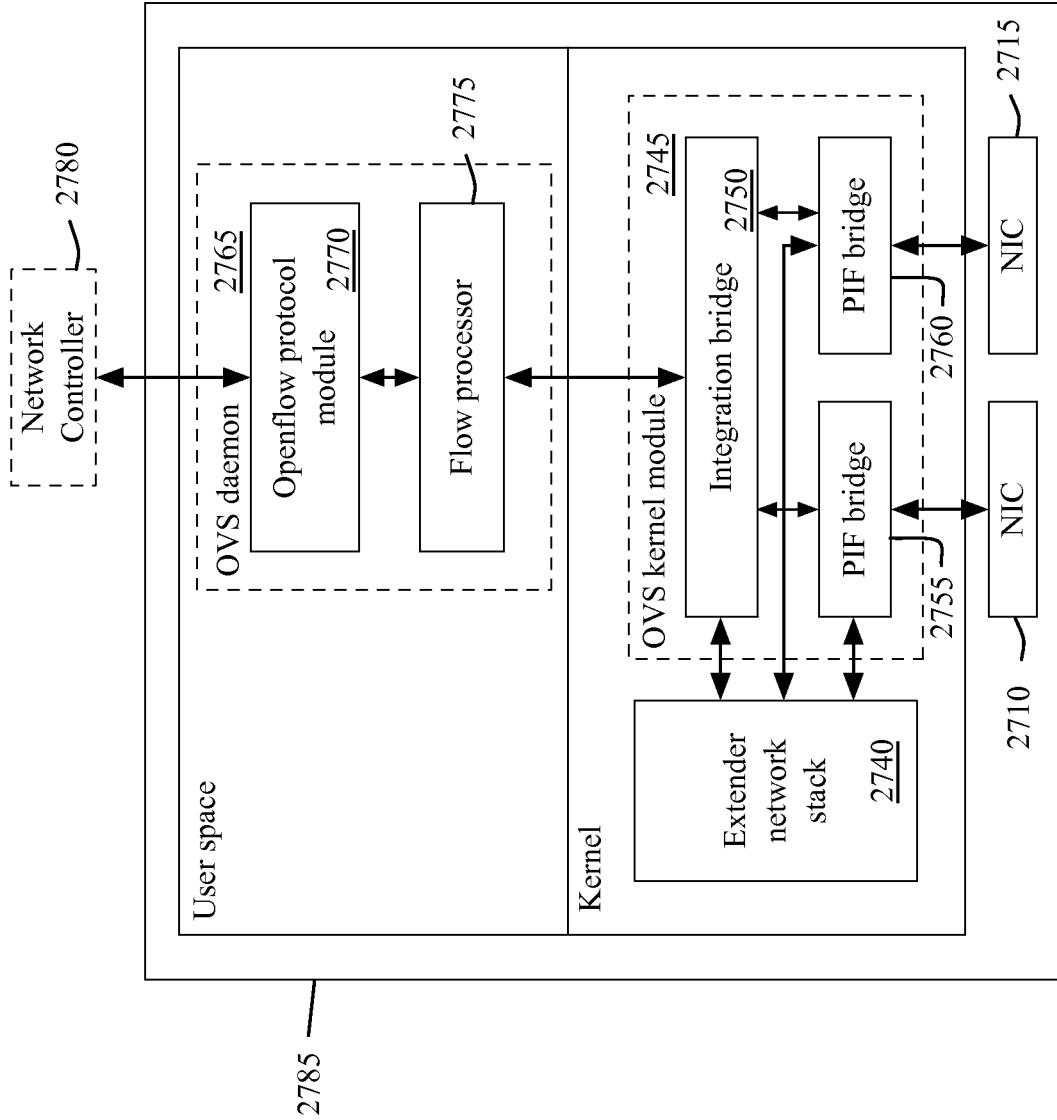 Network
Controller
2780
2785
User space
OVS daemon
2765
Openflow protocol
module
2770
Flow processor
2775
Kernel
OVS kernel module
2745
Extender
network
stack
2740
Integration bridge
2750
PIF bridge
2755
PIF bridge
2760
NIC
2710
NIC
2715